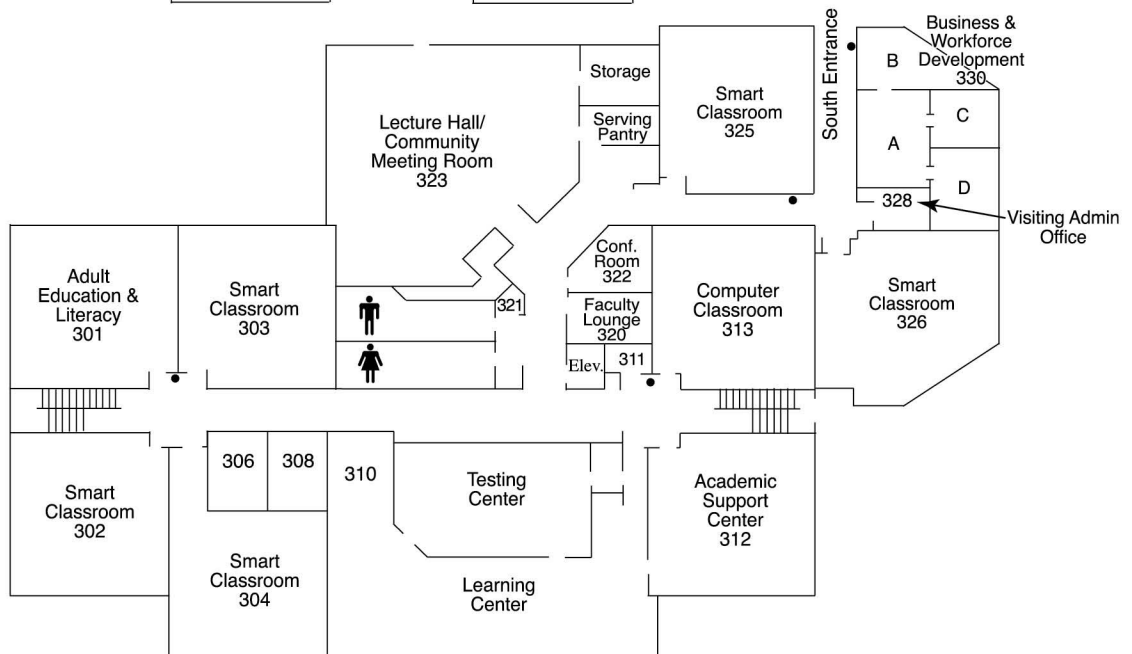 Business &
Workforce
Development
330
B
C
A
D
South Entrance
Storage
Serving
Pantry
Smart
Classroom
325
Lecture Hall/
Community
Meeting Room
323
328
Visiting Admin
Office
Adult
Education &
Literacy
301
Smart
Classroom
303
321
Conf.
Room
322
Faculty
Lounge
320
Elev.
311
Computer
Classroom
313
Smart
Classroom
326
Smart
Classroom
302
306
308
310
Smart
Classroom
304
Testing
Center
Learning
Center
Academic
Support
Center
312